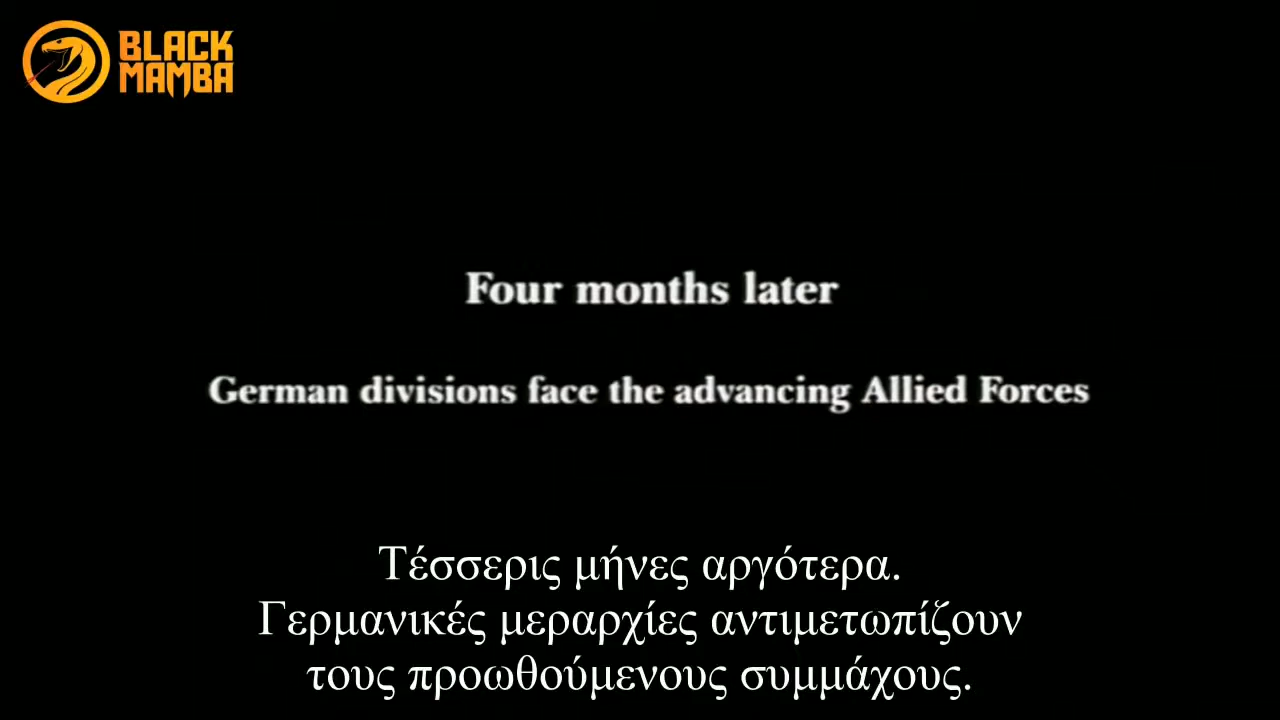 BLACK
MAMBA
Four months later
German divisions face the advancing Allied Forces
Τέσσερις μήνες αργότερα.
Γερμανικές μεραρχίες αντιμετωπίζουν
τους προωθούμενους συμμάχους.